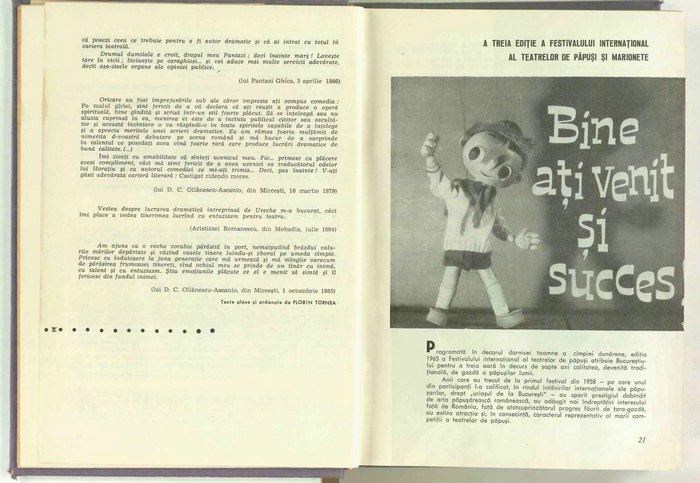 că posezi ceea ce trebuie pentru a fi autor dramatic și că ai intrat cu totul în
cariera teatrală.
Drumul dumitale e croit, dragul meu Pantazi; deci înainte marș! Lovește
tare în vicii; biciuește pe caraghioși... și vei aduce mai multe servicii adevărate,
decît așa-zisele organe ale opiniei publice.
(lui Pantazi Ghica, 3 aprilie 1866)
Oricare au fost împrejurările sub ale căror impresie ați compus comedia:
Pe malul gîrlei, sînt fericit de a vă declara că ați reușit a produce o operă
spirituală, bine gîndită și scrisă într-un stil foarte plăcut. Să se înțeleagă sau nu
aluzia cuprinsă în ea, menirea ei este de a încînta publicul cititor sau ascultă-
tor și această încîntare o va răspîndi-o în toate spiritele capabile de a înțelege
și a aprecia meritele unei scrieri dramatice. Eu am rămas foarte mulțămit de
nimerita d-voastră debutare pe scena română și mă bucur de a surprinde
în talentul ce posedați acea vînă foarte rară care produce lucrări dramatice de
bună calitate. (...)
Îmi ziceți cu amabilitate că sînteți ucenicul meu. Fie... primesc cu plăcere
acest compliment, căci mă simt fericit de a avea ucenici ca traducătorul odelor
lui Horațiu și ca autorul comediei ce mi-ați trimis... Deci, pas înainte! V-ați
păsit adevărata carieră literară: Castigat ridendo mores.
(lui D. C. Ollănescu-Ascanio, din Mircești, 16 martie 1879)
Vestea despre lucrarea dramatică întreprinsă de Ureche m-a bucurat, căci
îmi place a vedea tinerimea lucrînd cu entuziasm pentru teatru.
(Aristizzei Romanescu, din Mehadia, iulie 1884)
Am ajuns ca o veche corabie părăsită în port, nemaiputînd brăzdui valu-
rile mărilor depărtate și văzînd vasele tinere luîndu-și zborul pe umeda cîmpie.
Privesc cu înduioșare la juna generație care mă urmează și mă mîngîie oarecum
de părăsirea frumoasei tinereți, cînd ochiul meu se prinde de un tînăr cu inimă,
cu talent și cu entuziasm. Știu emoțiunile plăcute ce el e menit să simtă și îl
fericesc din fundul inimei.
(lui D. C. Ollănescu-Ascanio, din Mircești, 1 octombrie 1885)
Texte alese și ordonate de FLORIN TORNEA
E
A TREIA EDIȚIE A FESTIVALULUI INTERNAȚIONAL
AL TEATRELOR DE PĂPUȘI ȘI MARIONETE
Bine
ați venit
și
succes
Programată în decorul darnicei toamne a cîmpiei dunărene, ediția
1965 a Festivalului internațional al teatrelor de păpuși atribuie Bucureștiu-
lui pentru a treia oară în decurs de șapte ani calitatea, devenită tradi-
țională, de gazdă a păpușilor lumii.
Anii care au trecut de la primul festival din 1958 — pe care unul
din participanți l-a calificat, în rîndul întîlnirilor internaționale ale păpu-
șarilor, drept „uriașul de la București” — au sporit prestigiul dobîndit
de arta păpușărească românească, au adăugat noi îndreptățiri interesului
față de România, față de atotcuprinzătorul progres făurit de țara-gazdă,
au extins atracția și, în consecință, caracterul reprezentativ al marii com-
petiții a teatrelor de păpuși.
21